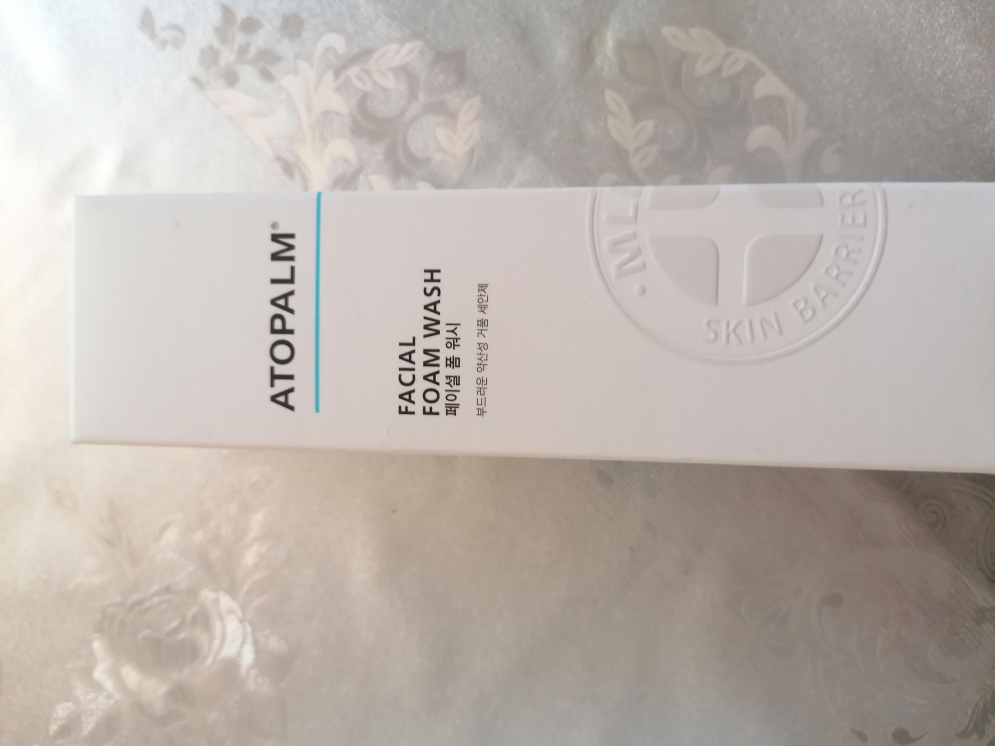 ATOPALM®
FACIAL
FOAM WASH
페이셜 폼 워시
부드러운 약산성 거품 세안제
SKIN BARRIER